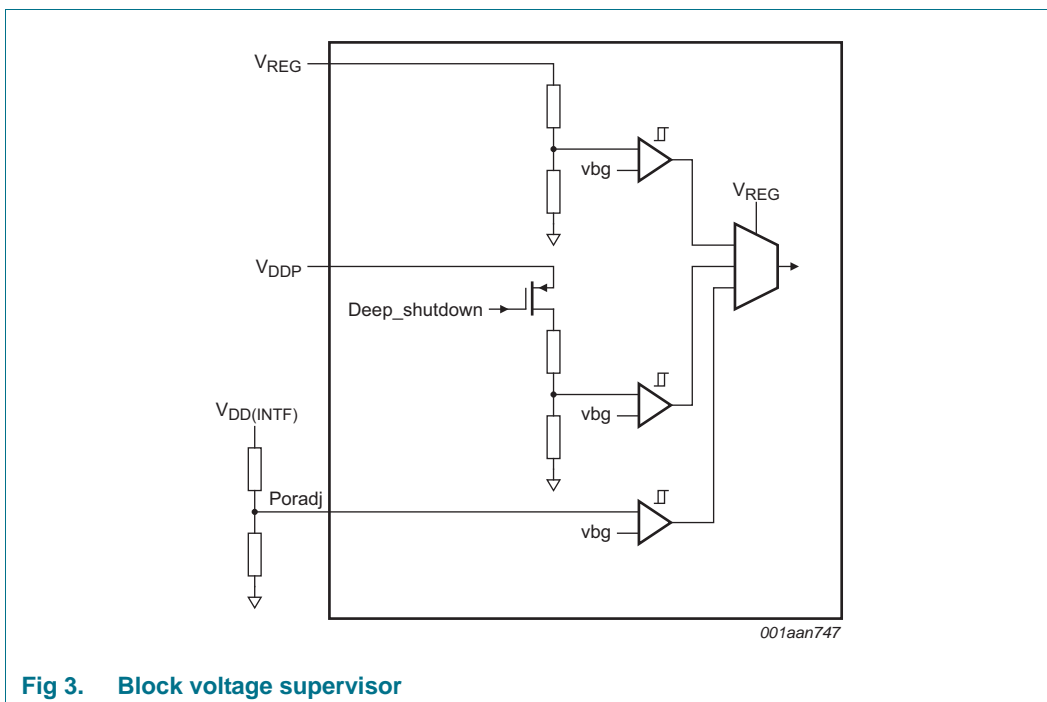 VREG
vbg
VREG
VDDP
Deep_shutdown
vbg
VDD(INTF)
Poradj
vbg
001aan747
Fig 3. Block voltage supervisor